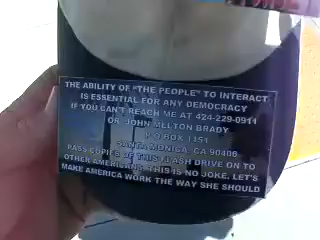 THE ABILITY OF "THE PEOPLE" TO INTERACT
IS ESSENTIAL FOR ANY DEMOCRACY
IF YOU CAN'T REACH ME AT 424-229-0911
OR JOHN MELTON BRADY
P.O BOX 1151
SANTA MONICA, CA 90406
PASS COPIES OF THIS FLASH DRIVE ON TO
OTHER AMERICANS. THIS IS NO JOKE. LET'S
MAKE AMERICA WORK THE WAY SHE SHOULD